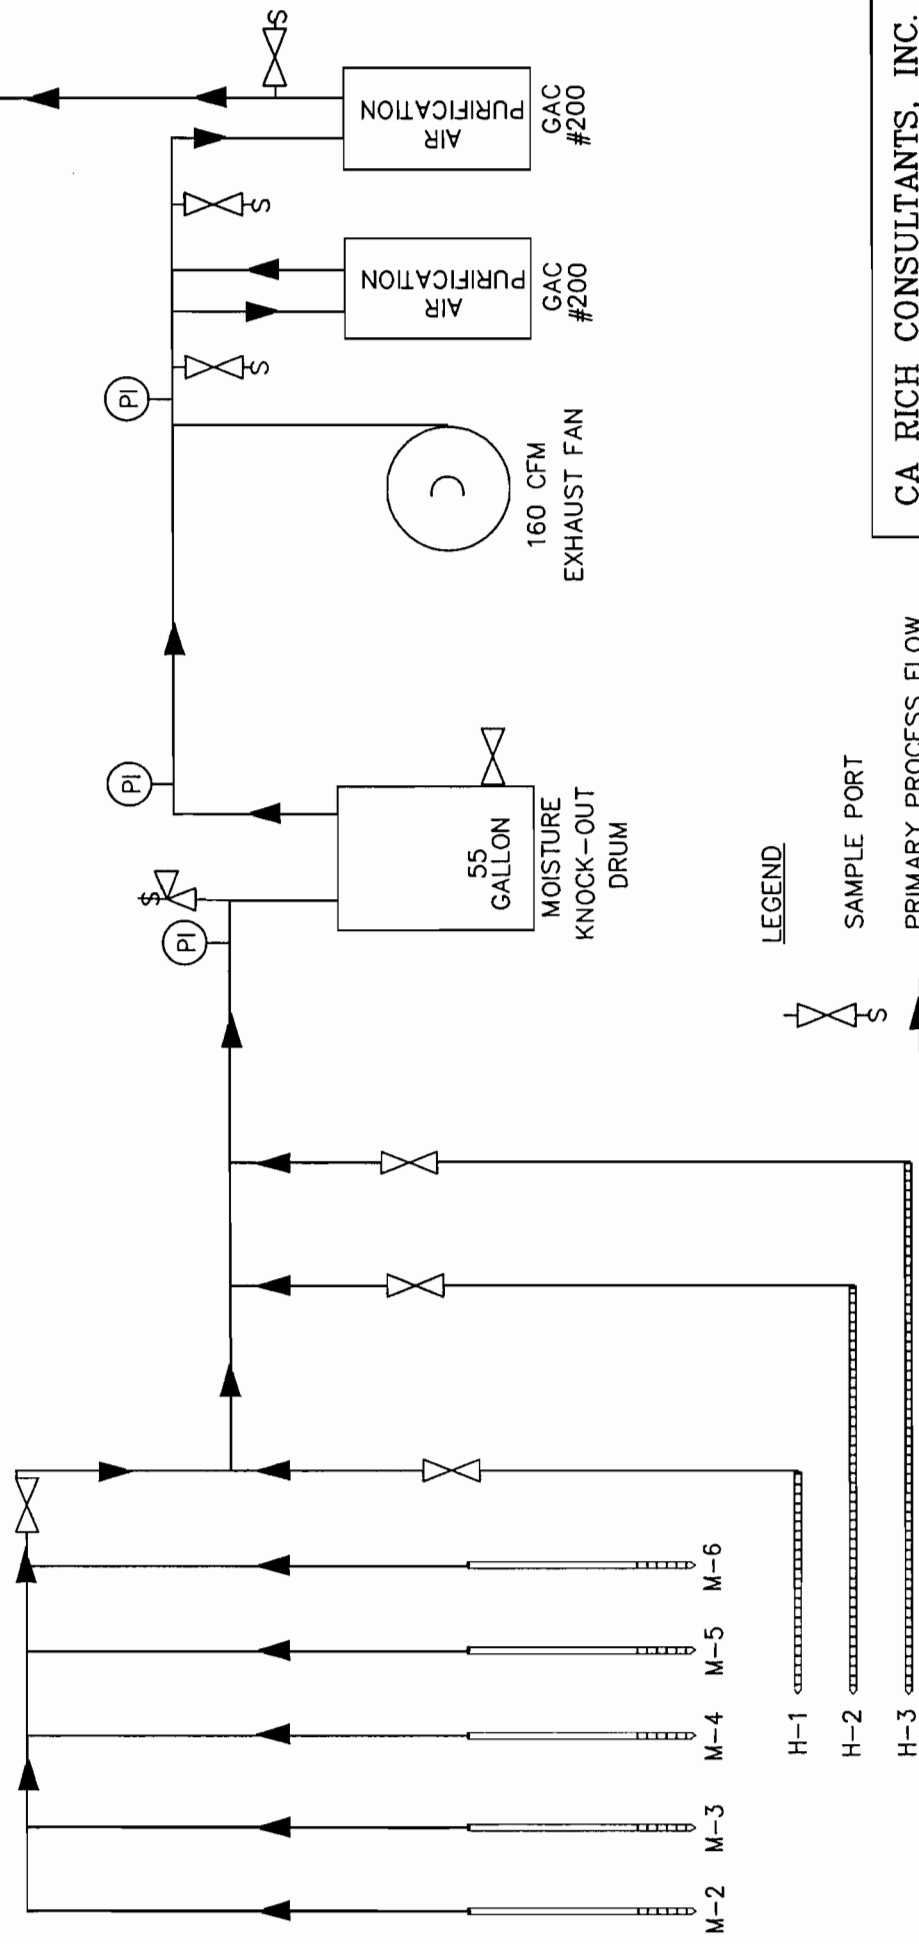 S
AIR
PURIFICATION
GAC
#200
S
AIR
PURIFICATION
GAC
#200
S
PI
160 CFM
EXHAUST FAN
PI
$
PI
55
GALLON
MOISTURE
KNOCK-OUT
DRUM
M-2
M-3
M-4
M-5
M-6
H-1
H-2
H-3
LEGEND
S
SAMPLE PORT
PRIMARY PROCESS FLOW
CA RICH CONSULTANTS, INC.